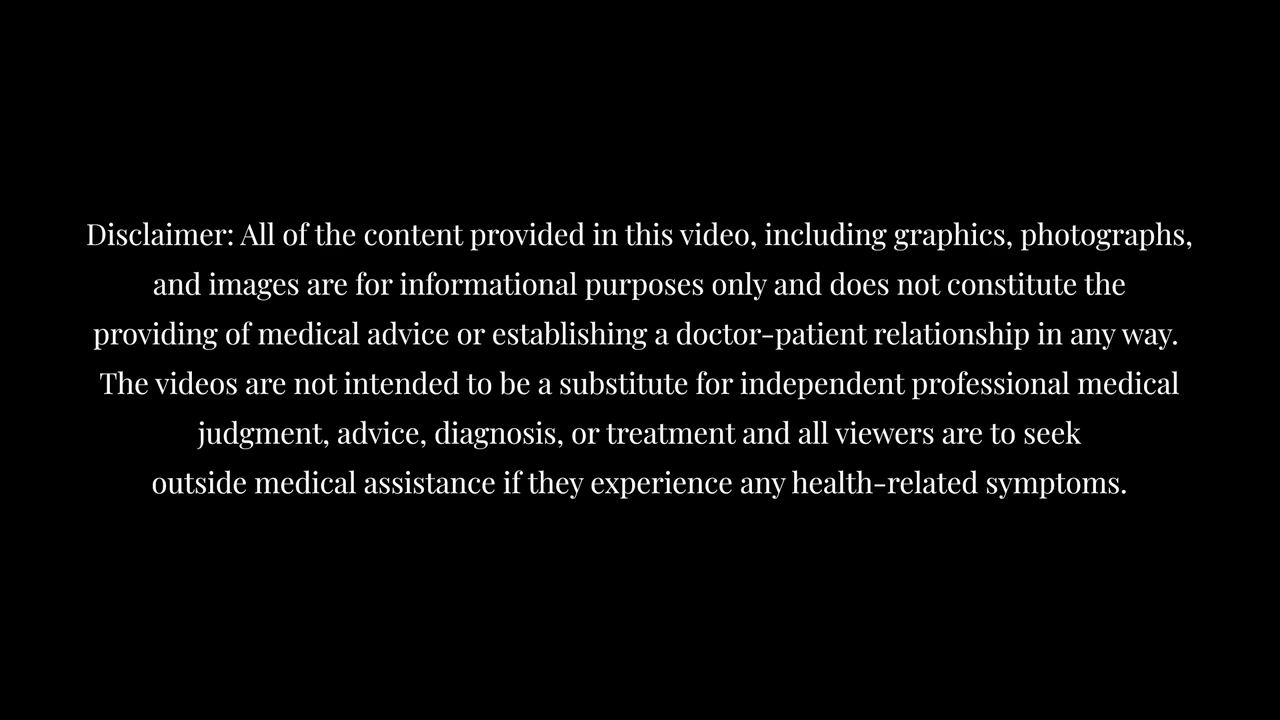 Disclaimer: All of the content provided in this video, including graphics, photographs,
and images are for informational purposes only and does not constitute the
providing of medical advice or establishing a doctor-patient relationship in any way.
The videos are not intended to be a substitute for independent professional medical
judgment, advice, diagnosis, or treatment and all viewers are to seek
outside medical assistance if they experience any health-related symptoms.